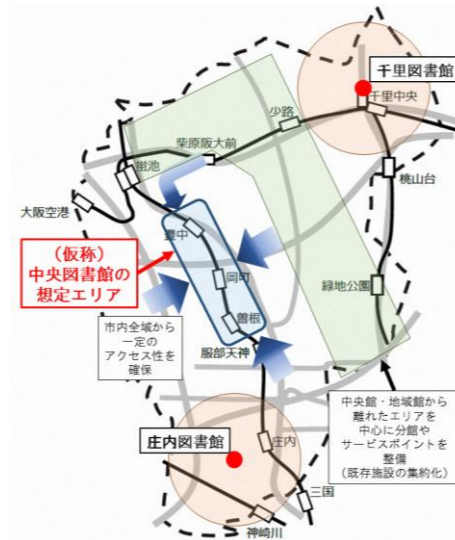 千里図書館
千里中央
少路
柴原阪大前
蛍池
桃山台
大阪空港
豊中
(仮称)
中央図書館の
想定エリア
岡町
緑地公園
曽根
市内全域から
一定の
アクセス性を
確保
服部天神
中央館・地域館から
離れたエリアを
中心に分館や
サービスポイントを
整備
(既存施設の集約化)
庄内図書館
庄内
三国
神崎川